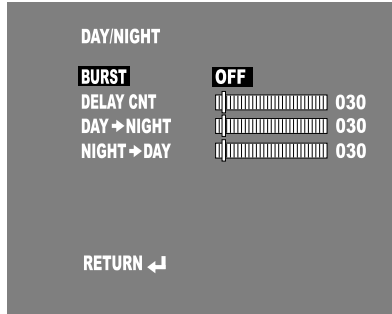 DAY/NIGHT
BURST OFF
DELAY CNT 030
DAY➔NIGHT 030
NIGHT➔DAY 030
RETURN ↲